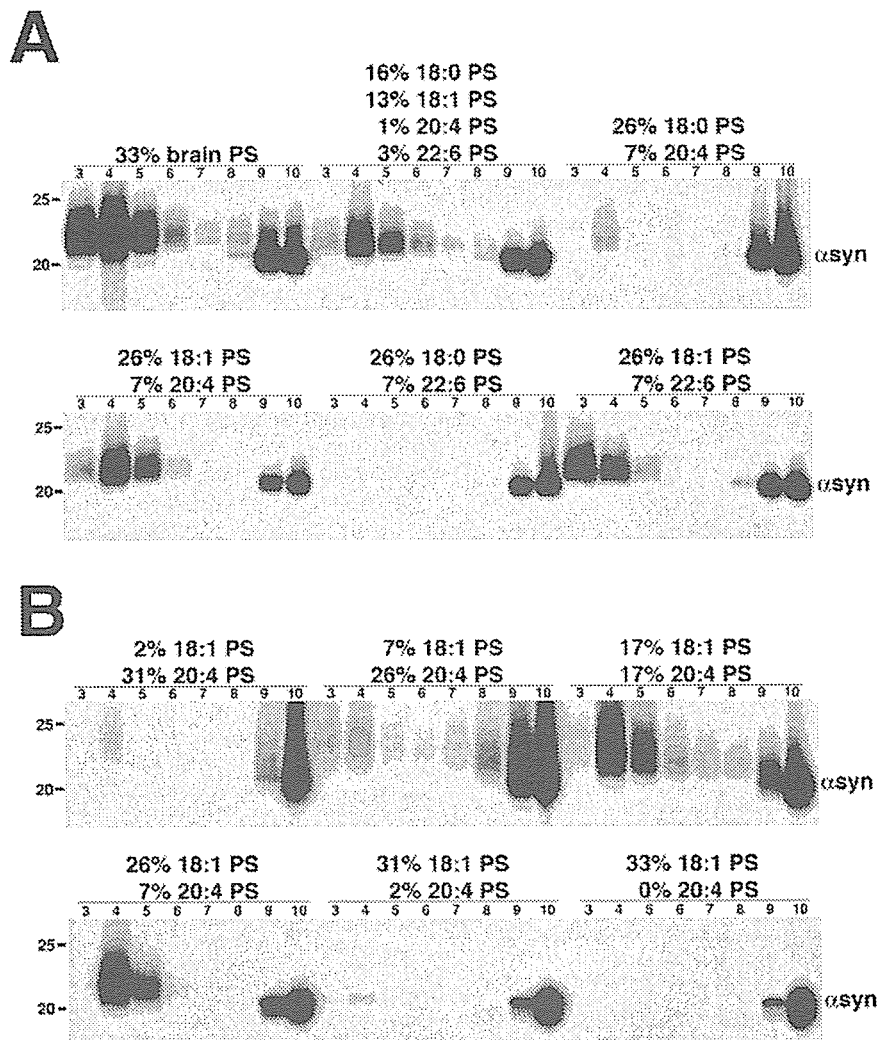 A
16% 18:0 PS
13% 18:1 PS
1% 20:4 PS
3% 22:6 PS
26% 18:0 PS
7% 20:4 PS
33% brain PS
3 4 5 6 7 8 9 10 3 4 5 6 7 8 9 10 3 4 5 6 7 8 9 10
25
20
αsyn
26% 18:1 PS
7% 20:4 PS
26% 18:0 PS
7% 22:6 PS
26% 18:1 PS
7% 22:6 PS
3 4 5 6 7 8 9 10 3 4 5 6 7 8 9 10 3 4 5 6 7 8 9 10
25
20
αsyn
B
2% 18:1 PS
31% 20:4 PS
7% 18:1 PS
26% 20:4 PS
17% 18:1 PS
17% 20:4 PS
3 4 5 6 7 8 9 10 3 4 5 6 7 8 9 10 3 4 5 6 7 8 9 10
25
20
αsyn
26% 18:1 PS
7% 20:4 PS
31% 18:1 PS
2% 20:4 PS
33% 18:1 PS
0% 20:4 PS
3 4 5 6 7 8 9 10 3 4 5 6 7 8 9 10 3 4 5 6 7 8 9 10
25
20
αsyn